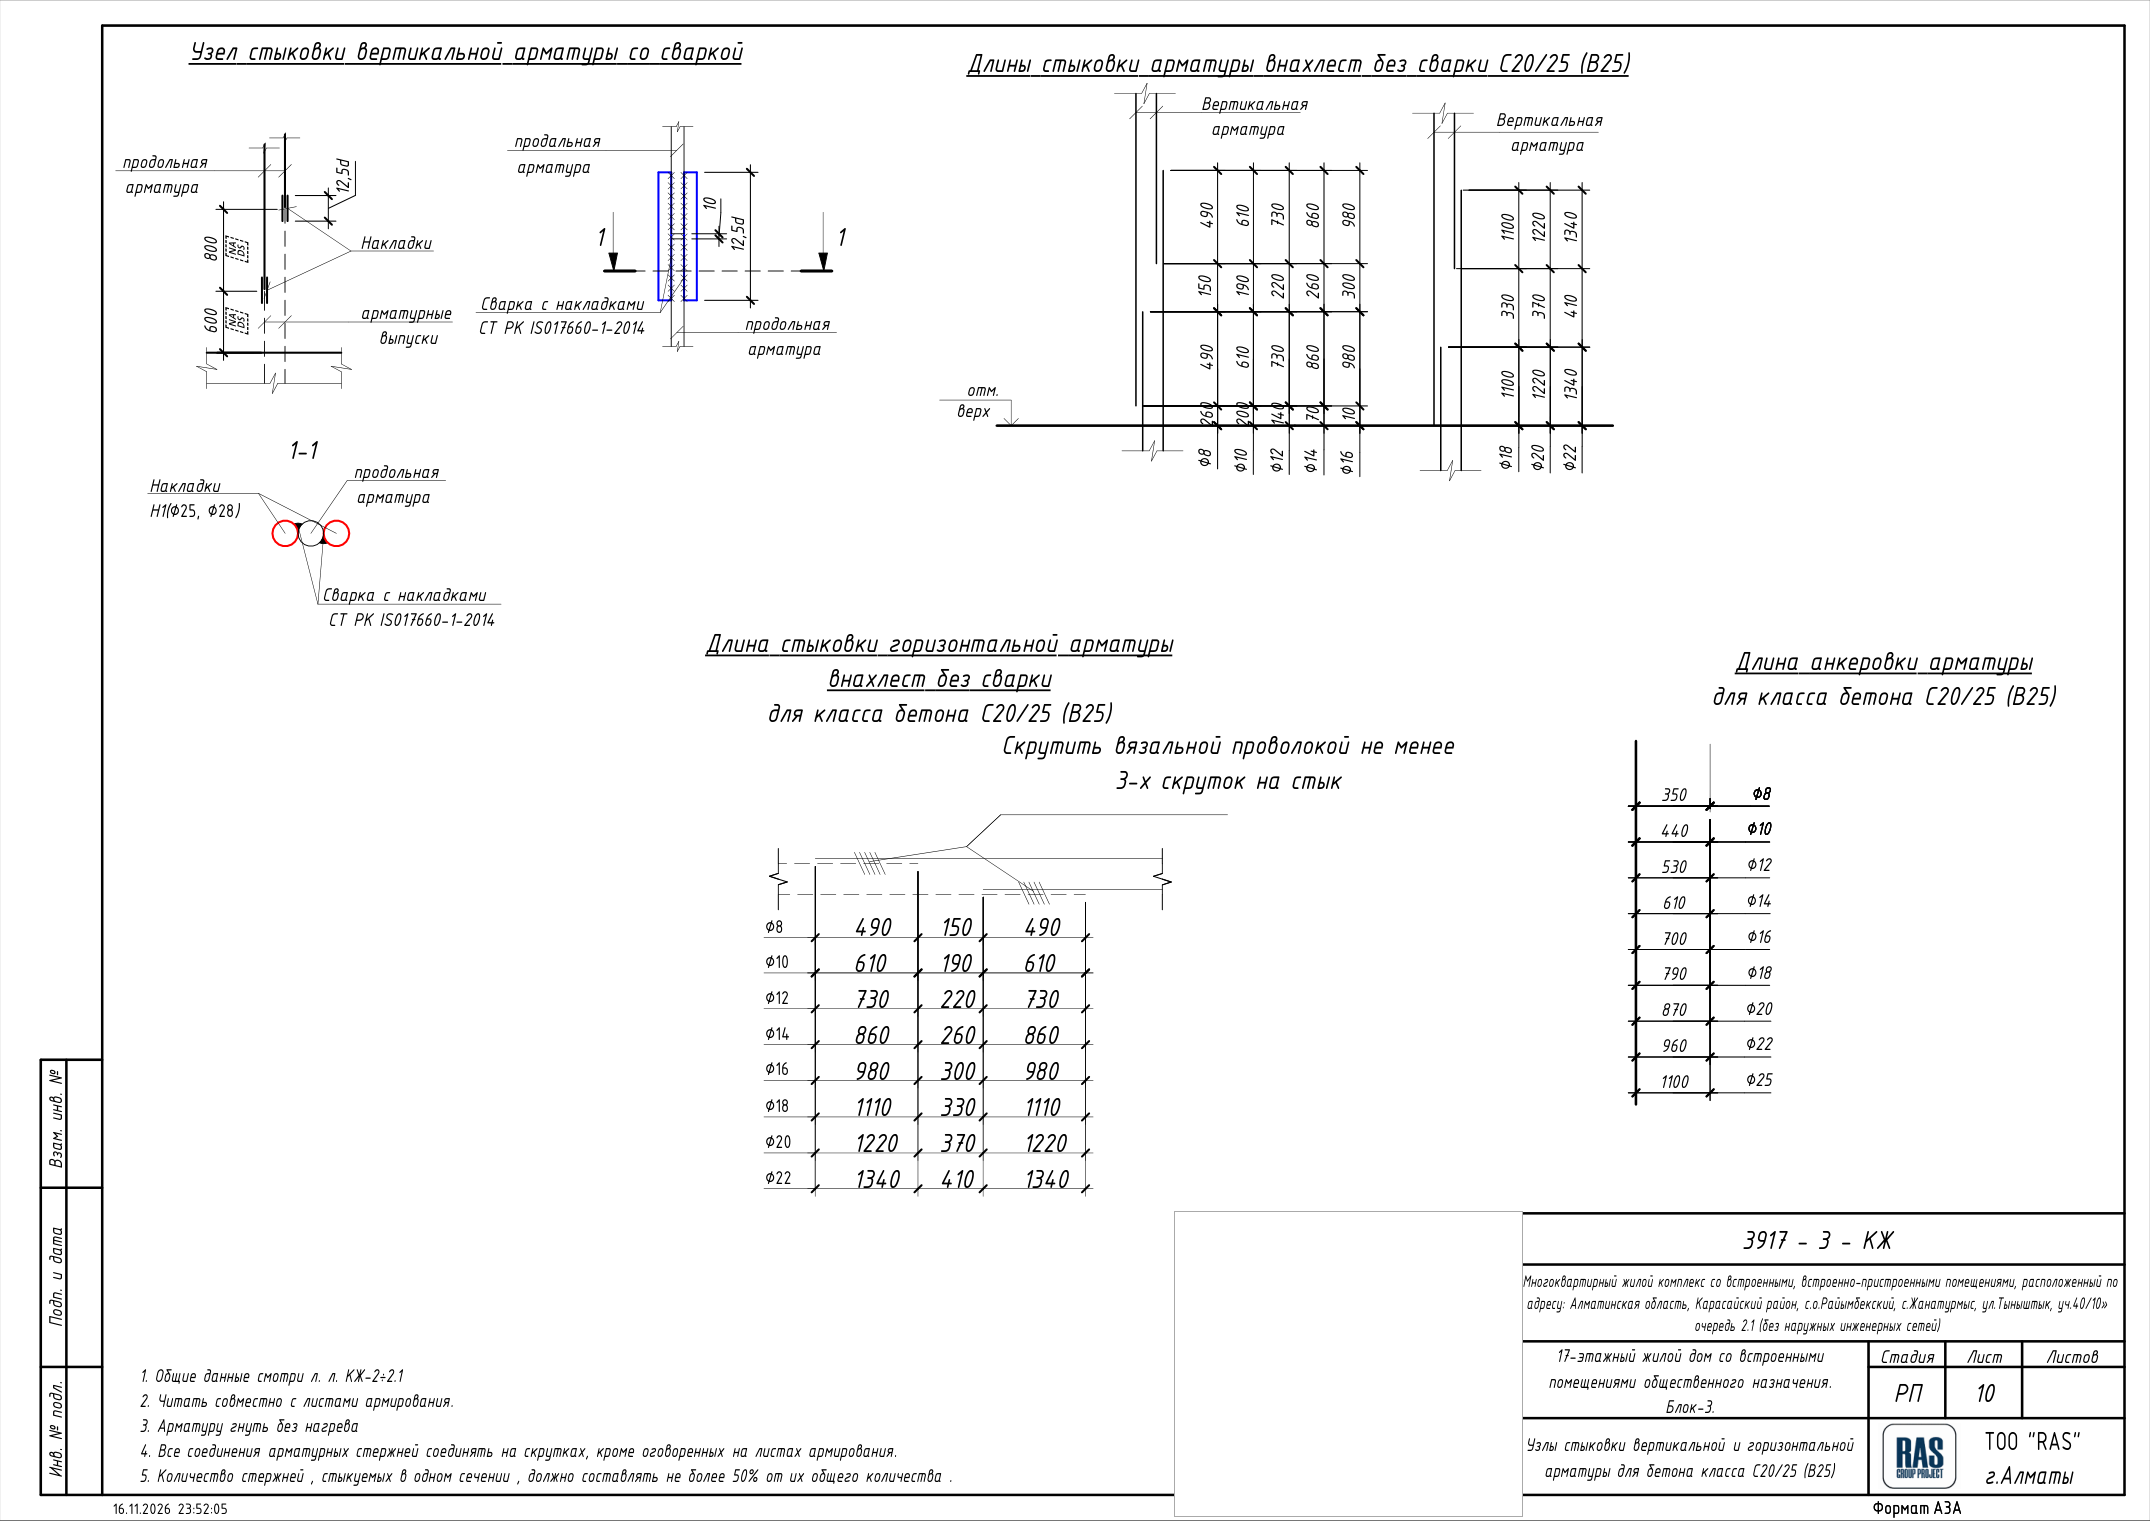 Узел стыковки вертикальной арматуры со сваркой
продольная
арматура
12,5d
800
NA
DS
600
NA
DS
Накладки
арматурные
выпуски
продальная
арматура
10
12,5d
1
1
Сварка с накладками
СТ РК ISO17660-1-2014
продольная
арматура
1-1
Накладки
Н1(Ф25, Ф28)
продольная
арматура
Сварка с накладками
СТ РК ISO17660-1-2014
Длины стыковки арматуры внахлест без сварки С20/25 (В25)
Вертикальная
арматура
490 610 730 860 980
150 190 220 260 300
490 610 730 860 980
260 200 140 70 10
Ф8 Ф10 Ф12 Ф14 Ф16
отм.
верх
Вертикальная
арматура
1100 1220 1340
330 370 410
1100 1220 1340
Ф18 Ф20 Ф22
Длина стыковки горизонтальной арматуры
внахлест без сварки
для класса бетона С20/25 (В25)
Скрутить вязальной проволокой не менее
3-х скруток на стык
Ф8 490 150 490
Ф10 610 190 610
Ф12 730 220 730
Ф14 860 260 860
Ф16 980 300 980
Ф18 1110 330 1110
Ф20 1220 370 1220
Ф22 1340 410 1340
Длина анкеровки арматуры
для класса бетона С20/25 (В25)
350 Ф8
440 Ф10
530 Ф12
610 Ф14
700 Ф16
790 Ф18
870 Ф20
960 Ф22
1100 Ф25
1. Общие данные смотри л. л. КЖ-2÷2.1
2. Читать совместно с листами армирования.
3. Арматуру гнуть без нагрева
4. Все соединения арматурных стержней соединять на скрутках, кроме оговоренных на листах армирования.
5. Количество стержней , стыкуемых в одном сечении , должно составлять не более 50% от их общего количества .
Взам. инв. №
Подп. и дата
Инв. № подл.
3917 - 3 - КЖ
Многоквартирный жилой комплекс со встроенными, встроенно-пристроенными помещениями, расположенный по
адресу: Алматинская область, Карасайский район, с.о.Райымбекский, с.Жанатурмыс, ул.Тыныштык, уч.40/10»
очередь 2.1 (без наружных инженерных сетей)
17-этажный жилой дом со встроенными
помещениями общественного назначения.
Блок-3.
Стадия Лист Листов
РП 10
Узлы стыковки вертикальной и горизонтальной
арматуры для бетона класса С20/25 (В25)
RAS
GROUP PROJECT
ТОО "RAS"
г.Алматы
16.11.2026 23:52:05
Формат А3А